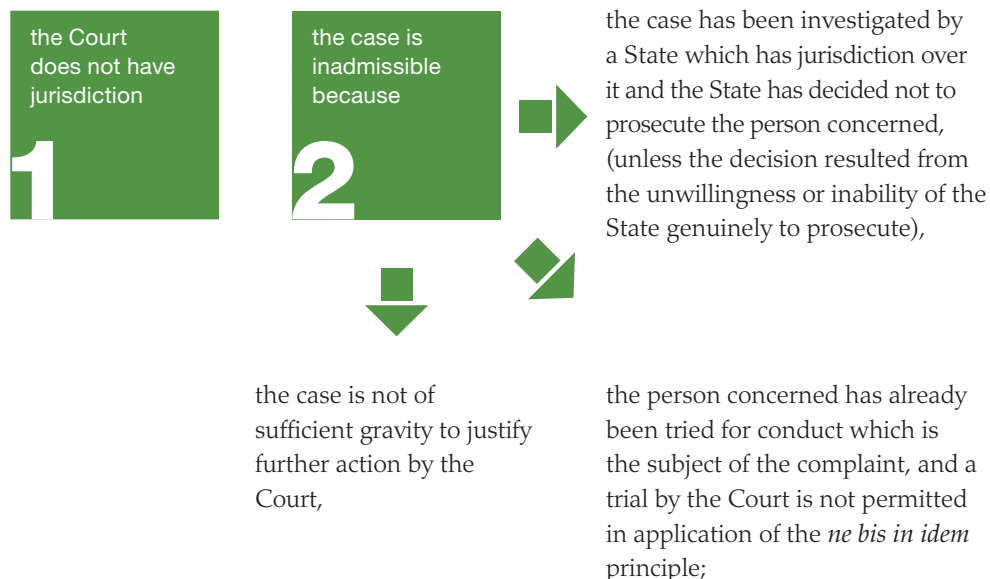 the Court
does not have
jurisdiction
1
the case is
inadmissible
because
2
the case has been investigated by
a State which has jurisdiction over
it and the State has decided not to
prosecute the person concerned,
(unless the decision resulted from
the unwillingness or inability of the
State genuinely to prosecute),
the case is not of
sufficient gravity to justify
further action by the
Court,
the person concerned has already
been tried for conduct which is
the subject of the complaint, and a
trial by the Court is not permitted
in application of the ne bis in idem
principle;